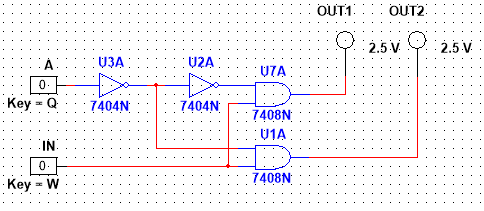 OUT1 OUT2
2.5 V 2.5 V
A U3A U2A U7A
0
Key = Q 7404N 7404N 7408N
IN U1A
0
Key = W 7408N